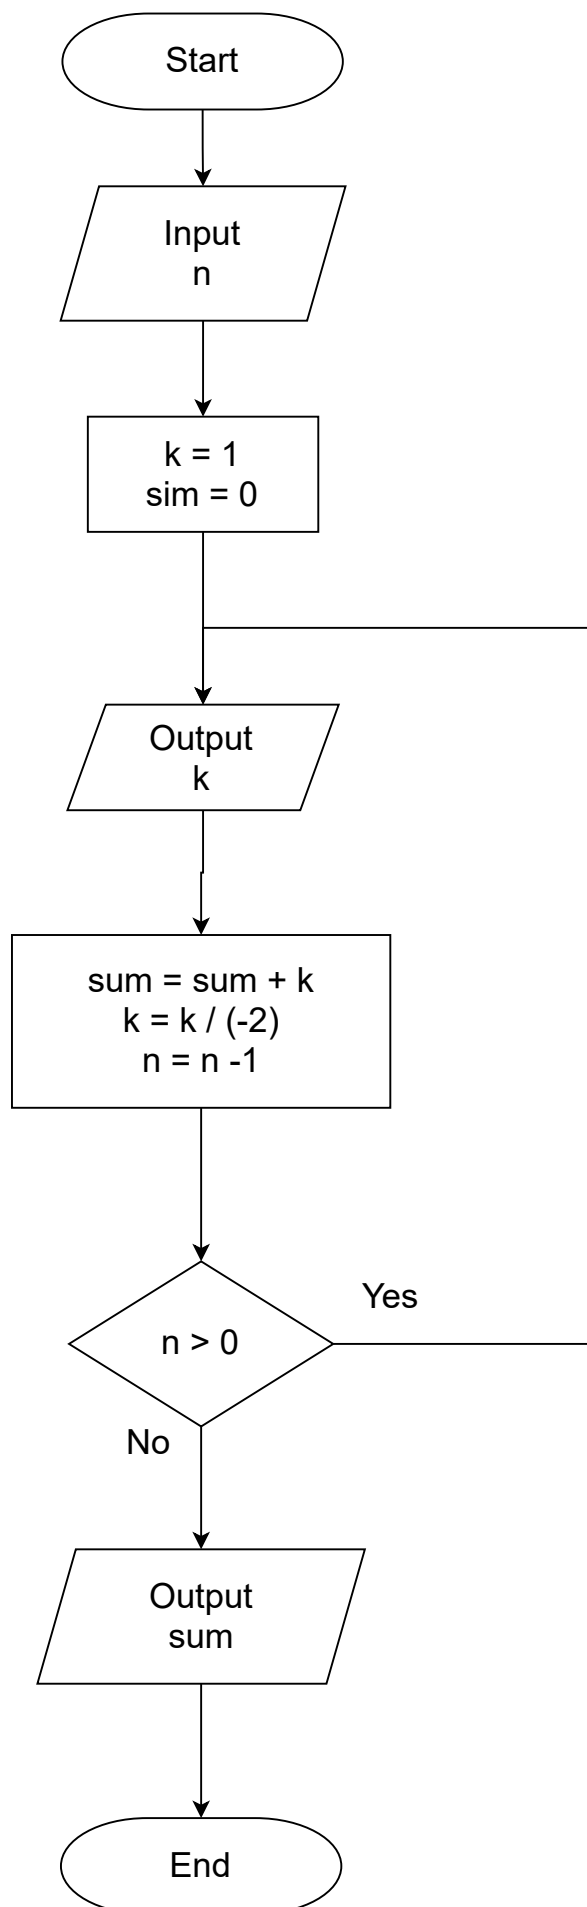 Start
Input
n
k = 1
sim = 0
Output
k
sum = sum + k
k = k / (-2)
n = n -1
n > 0
Yes
No
Output
sum
End